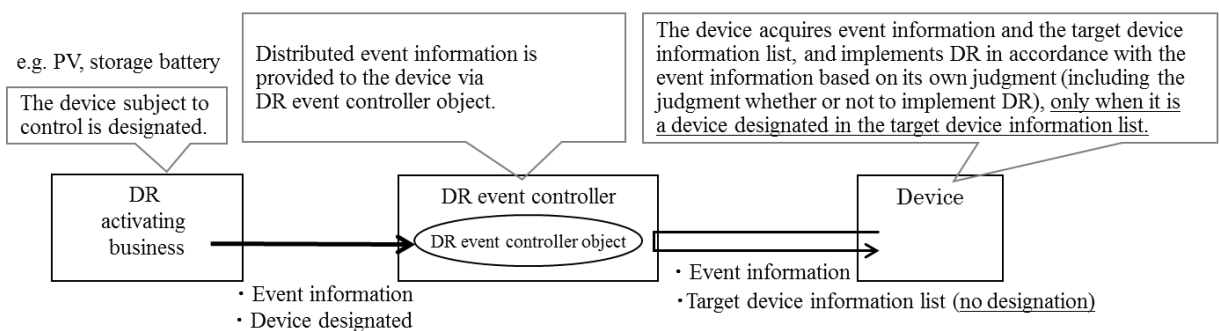 e.g. PV, storage battery
The device subject to
control is designated.
Distributed event information is
provided to the device via
DR event controller object.
The device acquires event information and the target device
information list, and implements DR in accordance with the
event information based on its own judgment (including the
judgment whether or not to implement DR), only when it is
a device designated in the target device information list.
DR
activating
business
DR event controller
DR event controller object
Device
・Event information
・Device designated
・Event information
・Target device information list (no designation)